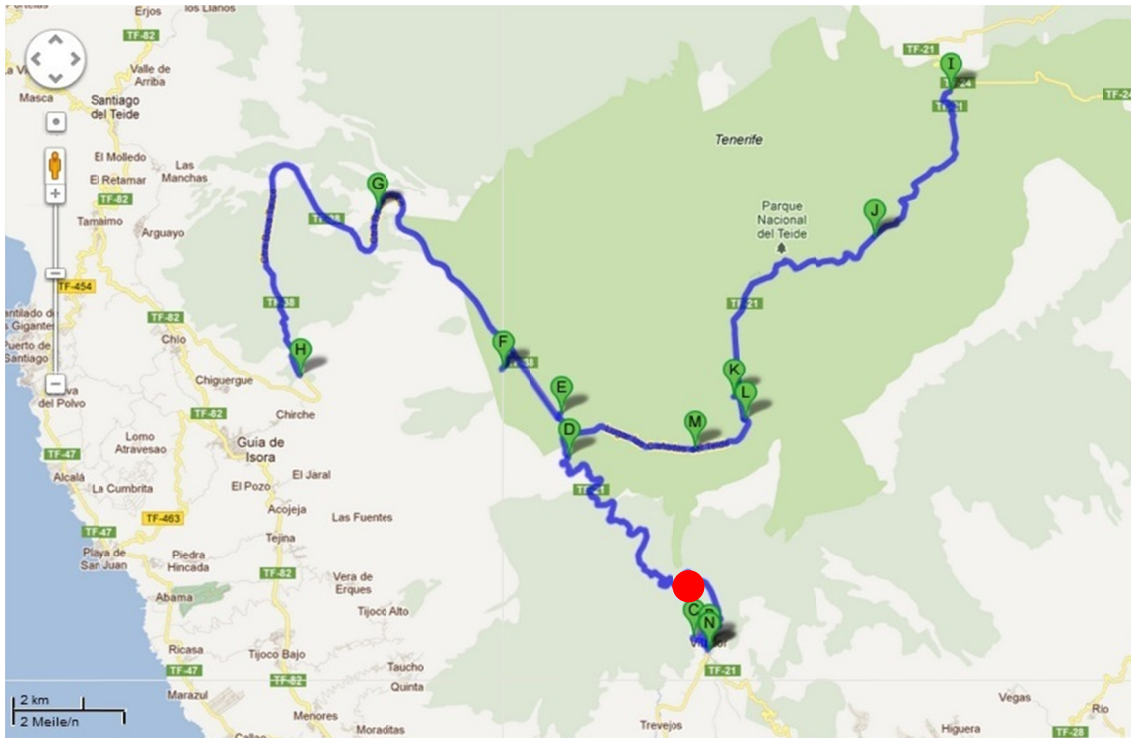 Erjos
los Llanos
TF-82
TF-21
I
TF-24
TF-21
TF-24
Valle de
Arriba
Masca
Santiago
del Teide
Tenerife
El Molledo
Las
Manchas
El Retamar
TF-82
G
Tamaimo
Arguayo
TF-38
Parque
Nacional
del Teide
J
TF-454
TF-38
TF-21
TF-82
Gigantes
Puerto de
Santiago
Chío
H
F
TF-38
Chiguergue
K
E
L
del Polvo
Chirche
TF-82
D
M
Lomo
Atravesao
Guía de
Isora
TF-47
Alcalá
El Jaral
La Cumbrita
El Pozo
TF-21
Acojeja
TF-463
Las Fuentes
TF-47
Tejina
Playa de
San Juan
Piedra
Hincada
TF-82
Vera de
Erques
Abama
Tijoco Alto
C
N
Ricasa
Tijoco Bajo
TF-47
Taucho
TF-21
TF-82
Quinta
Marazul
2 km
2 Meile/n
Menores
Vegas
Trevejos
Moraditas
Higuera
TF-28